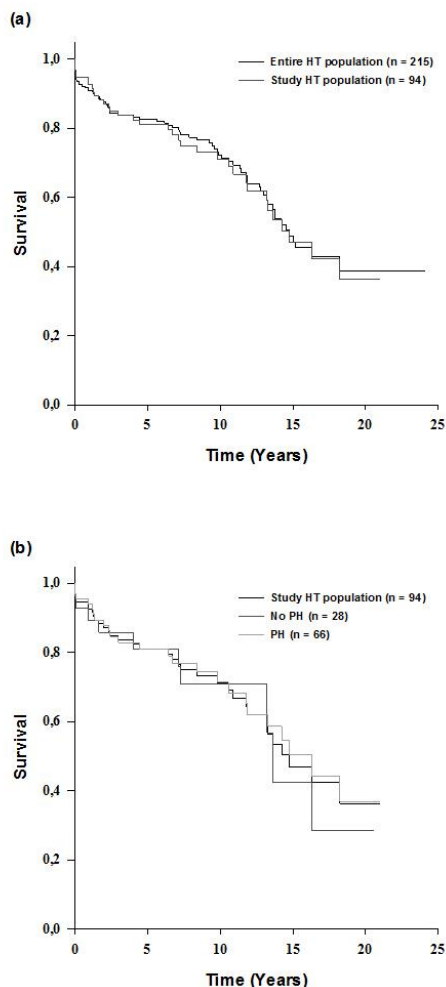 (a)
Entire HT population (n = 215)
Study HT population (n = 94)
1,0
0,8
0,6
0,4
0,2
0,0
Survival
0 5 10 15 20 25
Time (Years)
(b)
Study HT population (n = 94)
No PH (n = 28)
PH (n = 66)
1,0
0,8
0,6
0,4
0,2
0,0
Survival
0 5 10 15 20 25
Time (Years)